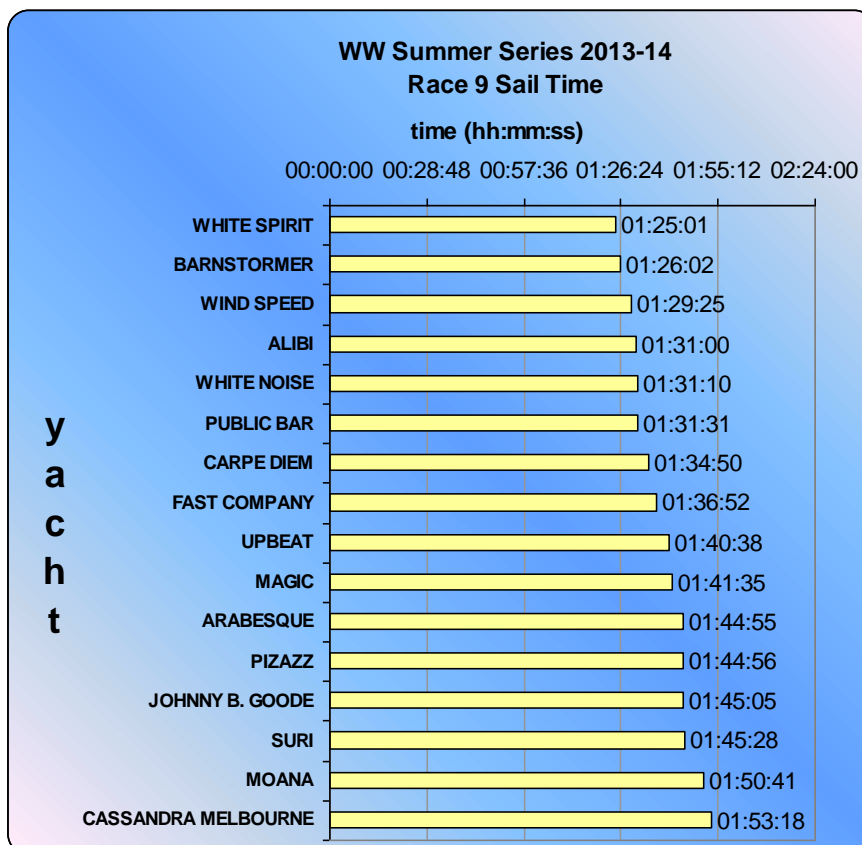 WW Summer Series 2013-14
Race 9 Sail Time
time (hh:mm:ss)
00:00:00 00:28:48 00:57:36 01:26:24 01:55:12 02:24:00
WHITE SPIRIT 01:25:01
BARNSTORMER 01:26:02
WIND SPEED 01:29:25
ALIBI 01:31:00
WHITE NOISE 01:31:10
PUBLIC BAR 01:31:31
CARPE DIEM 01:34:50
FAST COMPANY 01:36:52
UPBEAT 01:40:38
MAGIC 01:41:35
ARABESQUE 01:44:55
PIZAZZ 01:44:56
JOHNNY B. GOODE 01:45:05
SURI 01:45:28
MOANA 01:50:41
CASSANDRA MELBOURNE 01:53:18
yacht